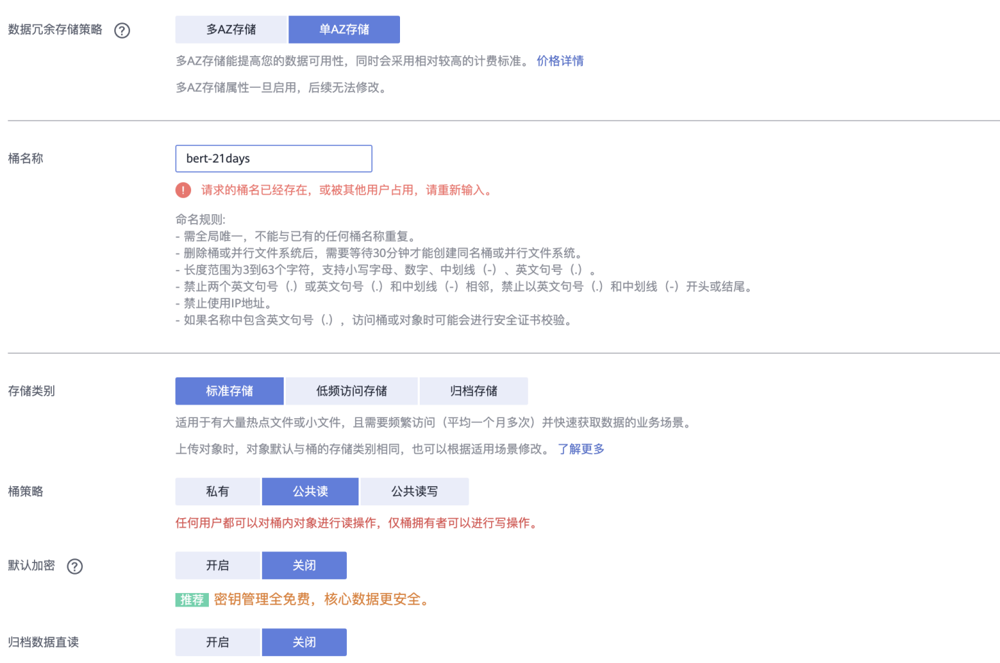 数据冗余存储策略 ? 多AZ存储 单AZ存储
多AZ存储能提高您的数据可用性，同时会采用相对较高的计费标准。 价格详情
多AZ存储属性一旦启用，后续无法修改。
桶名称 bert-21days
! 请求的桶名已经存在，或被其他用户占用，请重新输入。
命名规则:
- 需全局唯一，不能与已有的任何桶名称重复。
- 删除桶或并行文件系统后，需要等待30分钟才能创建同名桶或并行文件系统。
- 长度范围为3到63个字符，支持小写字母、数字、中划线（-）、英文句号（.）。
- 禁止两个英文句号（.）或英文句号（.）和中划线（-）相邻，禁止以英文句号（.）和中划线（-）开头或结尾。
- 禁止使用IP地址。
- 如果名称中包含英文句号（.），访问桶或对象时可能会进行安全证书校验。
存储类别 标准存储 低频访问存储 归档存储
适用于有大量热点文件或小文件，且需要频繁访问（平均一个月多次）并快速获取数据的业务场景。
上传对象时，对象默认与桶的存储类别相同，也可以根据适用场景修改。 了解更多
桶策略 私有 公共读 公共读写
任何用户都可以对桶内对象进行读操作，仅桶拥有者可以进行写操作。
默认加密 ? 开启 关闭
推荐 密钥管理全免费，核心数据更安全。
归档数据直读 开启 关闭